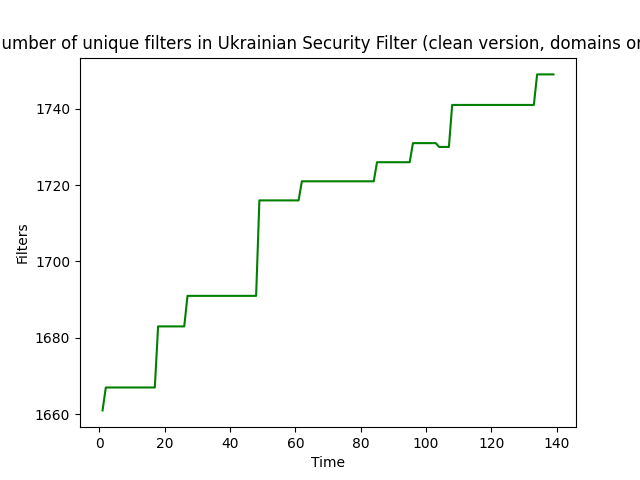 umber of unique filters in Ukrainian Security Filter (clean version, domains or
1740
1720
1700
1680
1660
Filters
0 20 40 60 80 100 120 140
Time